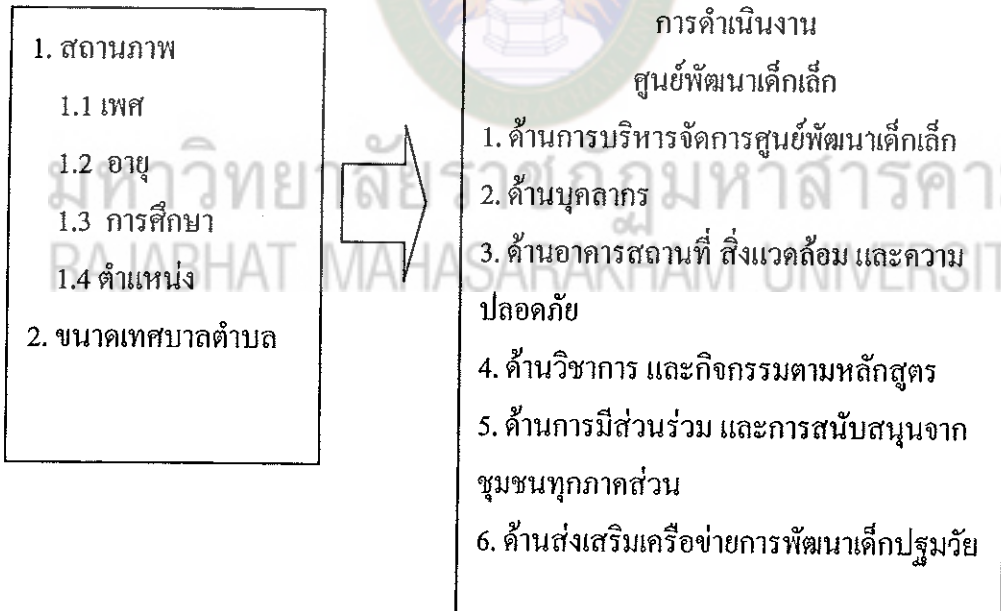 1. สถานภาพ
1.1 เพศ
1.2 อายุ
1.3 การศึกษา
1.4 ตำแหน่ง
2. ขนาดเทศบาลตำบล
การดำเนินงาน
ศูนย์พัฒนาเด็กเล็ก
1. ด้านการบริหารจัดการศูนย์พัฒนาเด็กเล็ก
2. ด้านบุคลากร
3. ด้านอาคารสถานที่ สิ่งแวดล้อม และความ
ปลอดภัย
4. ด้านวิชาการ และกิจกรรมตามหลักสูตร
5. ด้านการมีส่วนร่วม และการสนับสนุนจาก
ชุมชนทุกภาคส่วน
6. ด้านส่งเสริมเครือข่ายการพัฒนาเด็กปฐมวัย
มหาวิทยาลัยราชภัฏมหาสารคา
RAJABHAT MAHASARAKHAM UNIVERSIT